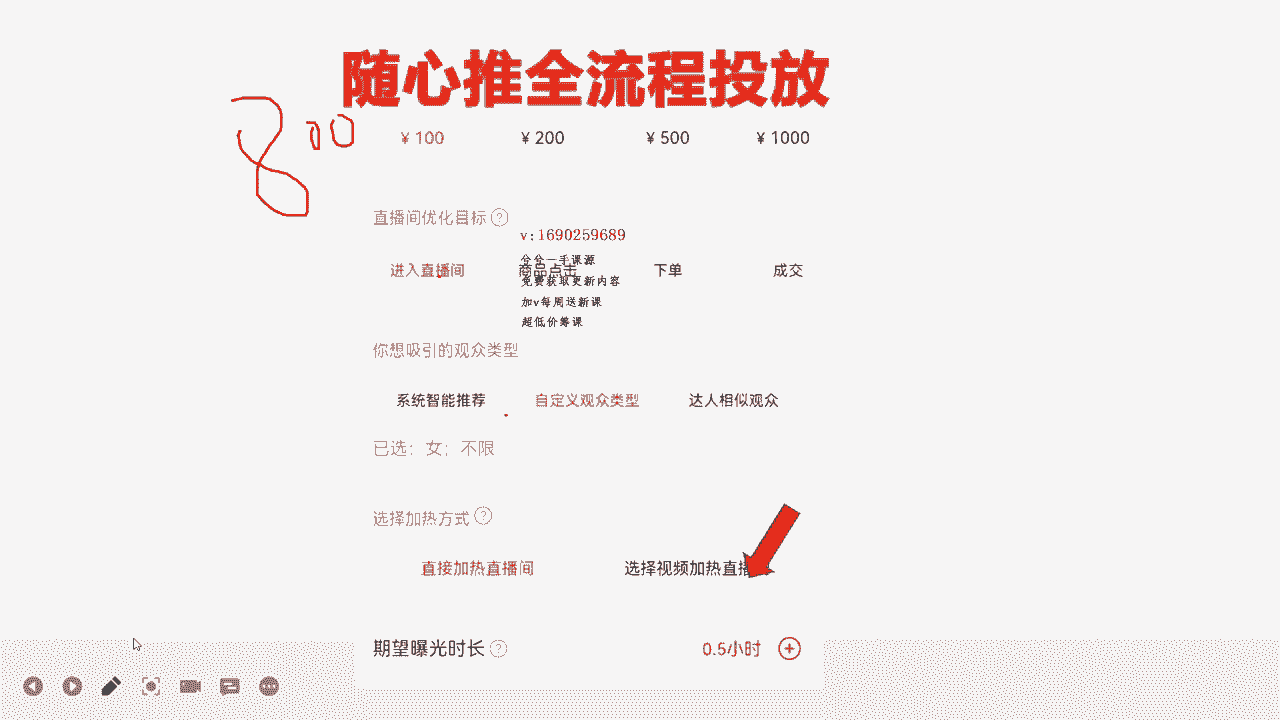 随心推全流程投放
800
¥ 100 ¥ 200 ¥ 500 ¥ 1000
直播间优化目标 ?
v:1690259689
分分一毛课源
进入直播间 商品点击 下单 成交
免费获取更新内容
加v每周送新课
超低价筹课
你想吸引的观众类型
系统智能推荐 自定义观众类型 达人相似观众
已选：女；不限
选择加热方式 ?
直接加热直播间 选择视频加热直播
期望曝光时长 ? 0.5小时